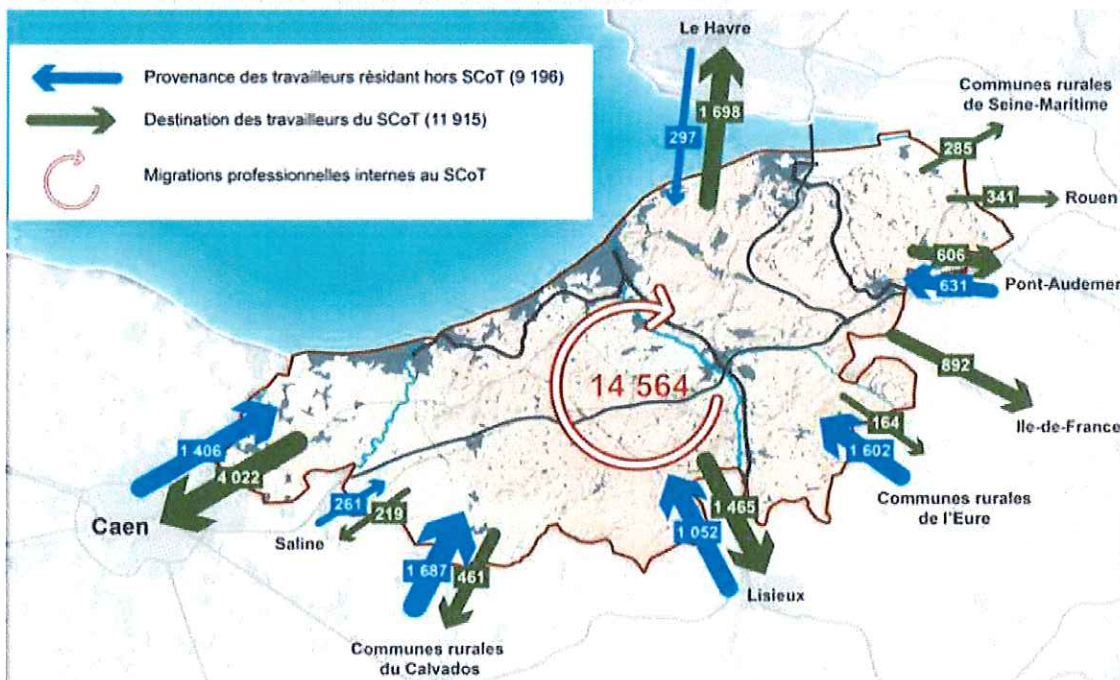 Le Havre
Provenance des travailleurs résidant hors SCoT (9 196)
Destination des travailleurs du SCoT (11 915)
Migrations professionnelles internes au SCoT
Communes rurales
de Seine-Maritime
297
1 698
285
341
Rouen
606
631
Pont-Audemer
14 564
892
Ile-de-France
164
1 602
Communes rurales
de l'Eure
1 406
4 022
Caen
261
219
Saline
1 687
461
Communes rurales
du Calvados
1 052
1 465
Lisieux